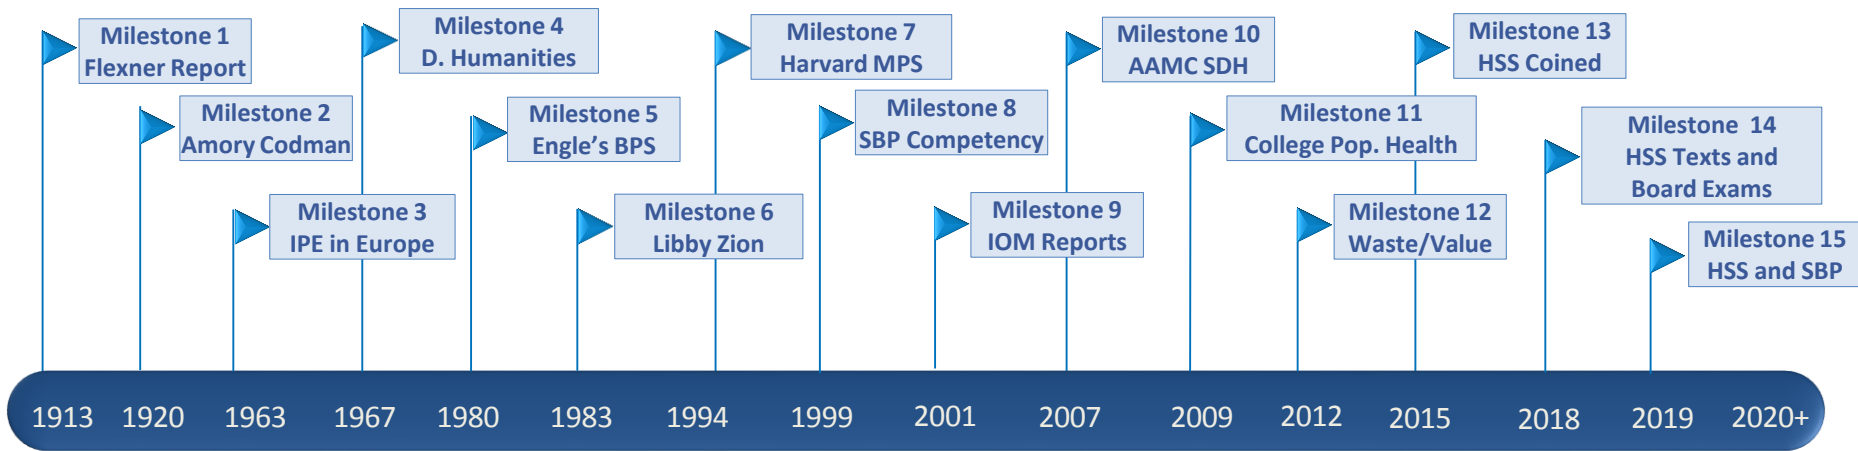 Milestone 1
Flexner Report
Milestone 2
Amory Codman
Milestone 3
IPE in Europe
Milestone 4
D. Humanities
Milestone 5
Engle’s BPS
Milestone 6
Libby Zion
Milestone 7
Harvard MPS
Milestone 8
SBP Competency
Milestone 9
IOM Reports
Milestone 10
AAMC SDH
Milestone 11
College Pop. Health
Milestone 12
Waste/Value
Milestone 13
HSS Coined
Milestone 14
HSS Texts and
Board Exams
Milestone 15
HSS and SBP
1913 1920 1963 1967 1980 1983 1994 1999 2001 2007 2009 2012 2015 2018 2019 2020+